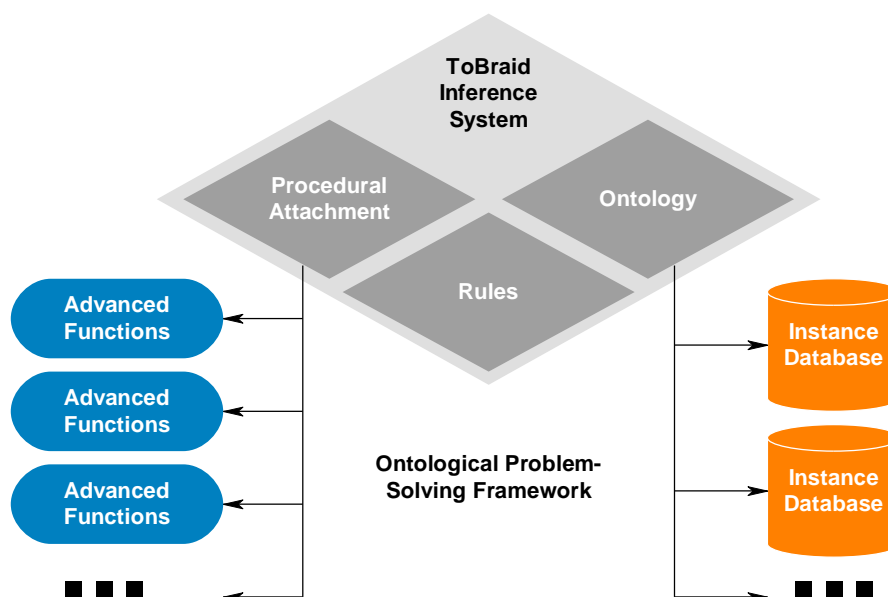 ToBraid
Inference
System
Procedural
Attachment
Ontology
Rules
Advanced
Functions
Advanced
Functions
Advanced
Functions
Instance
Database
Instance
Database
Ontological Problem-
Solving Framework